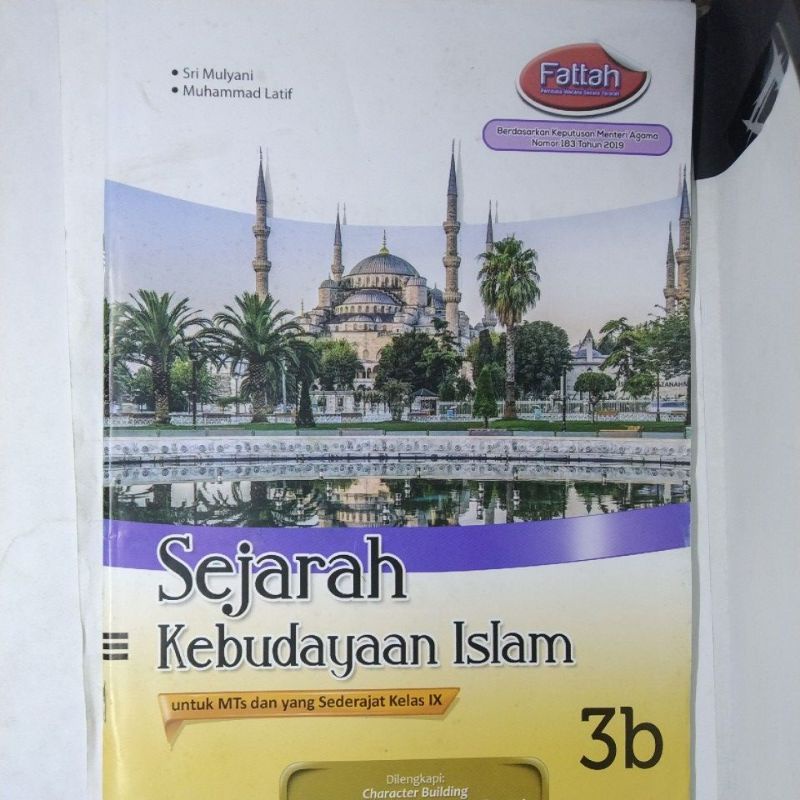 • Sri Mulyani
• Muhammad Latif
Fattah
Berdasarkan Keputusan Menteri Agama
Nomor 183 Tahun 2019
Sejarah
Kebudayaan Islam
untuk MTs dan yang Sederajat Kelas IX
3b
Dilengkapi:
Character Building